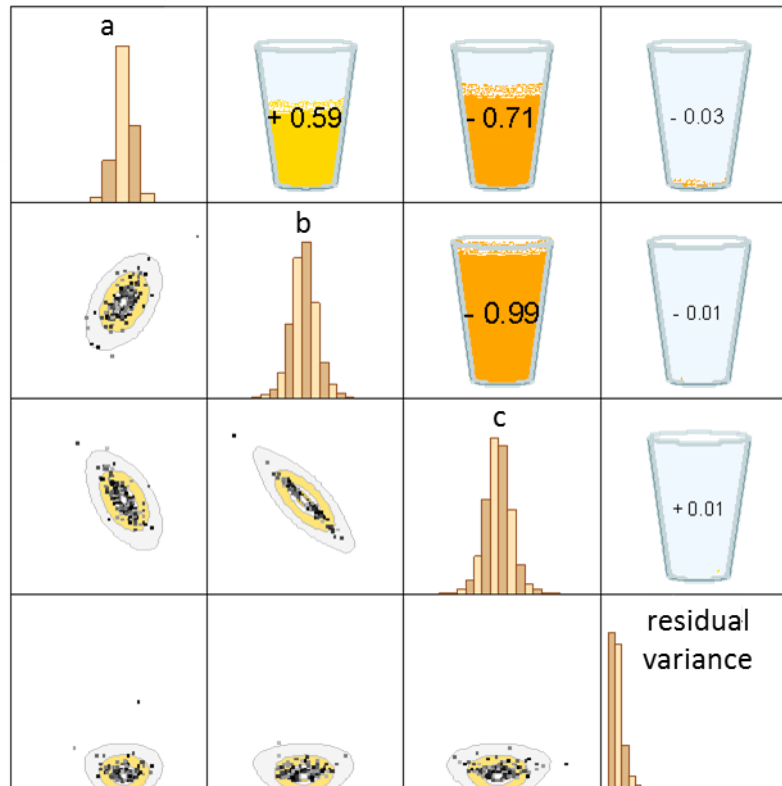 a
+ 0.59
- 0.71
- 0.03
b
- 0.99
- 0.01
c
+ 0.01
residual
variance